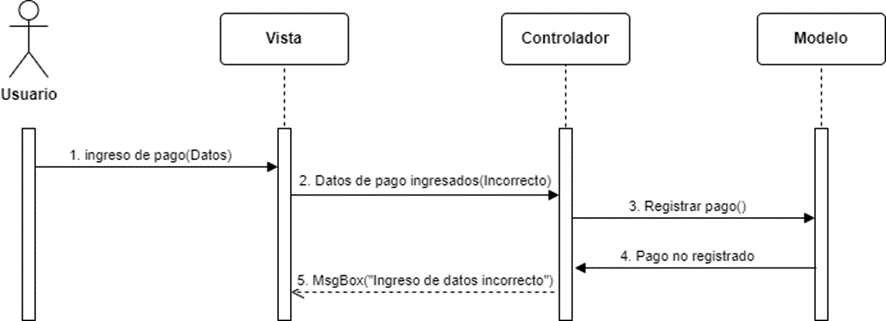 Vista
Controlador
Modelo
Usuario
1. ingreso de pago(Datos)
2. Datos de pago ingresados(Incorrecto)
3. Registrar pago()
4. Pago no registrado
5. MsgBox("Ingreso de datos incorrecto")